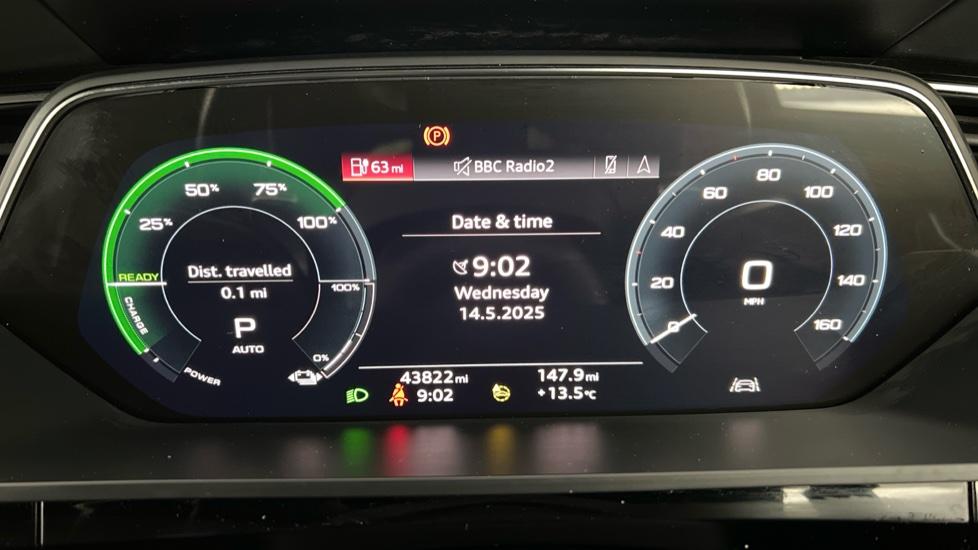 P
63 mi BBC Radio2
Date & time
9:02
Wednesday
14.5.2025
25% 50% 75% 100%
READY
CHARGE
POWER
100%
0%
Dist. travelled
0.1 mi
P
AUTO
0 20 40 60 80 100 120 140 160
0
MPH
43822 mi 147.9 mi
9:02 +13.5°C